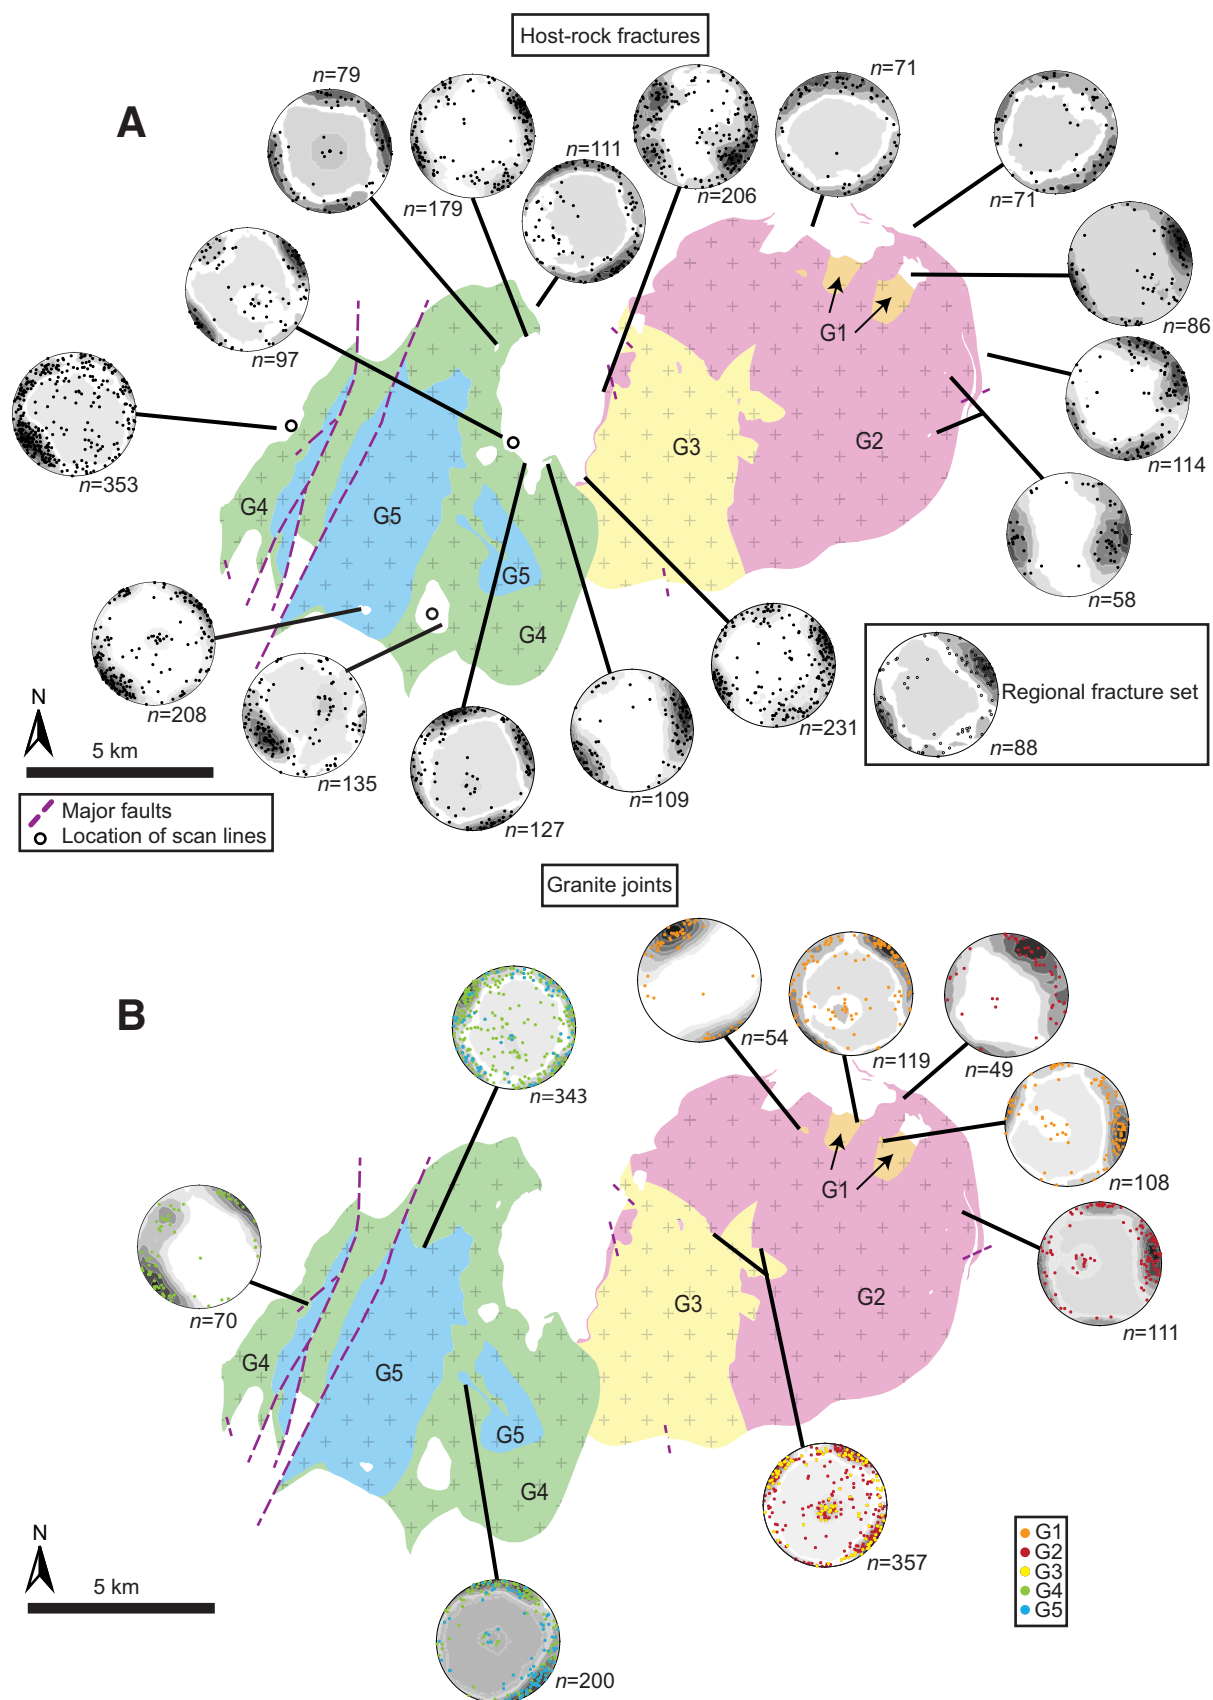 Host-rock fractures
A
n=79
n=179
n=111
n=206
n=71
n=71
n=97
n=86
n=353
n=114
G1
G3
G2
G4
G5
G5
G4
n=58
n=208
n=135
n=127
n=109
n=231
Regional fracture set
n=88
N
5 km
Major faults
Location of scan lines
Granite joints
B
n=343
n=54
n=119
n=49
n=108
n=70
n=111
G1
G3
G2
G4
G5
G5
G4
n=357
n=200
N
5 km
G1
G2
G3
G4
G5